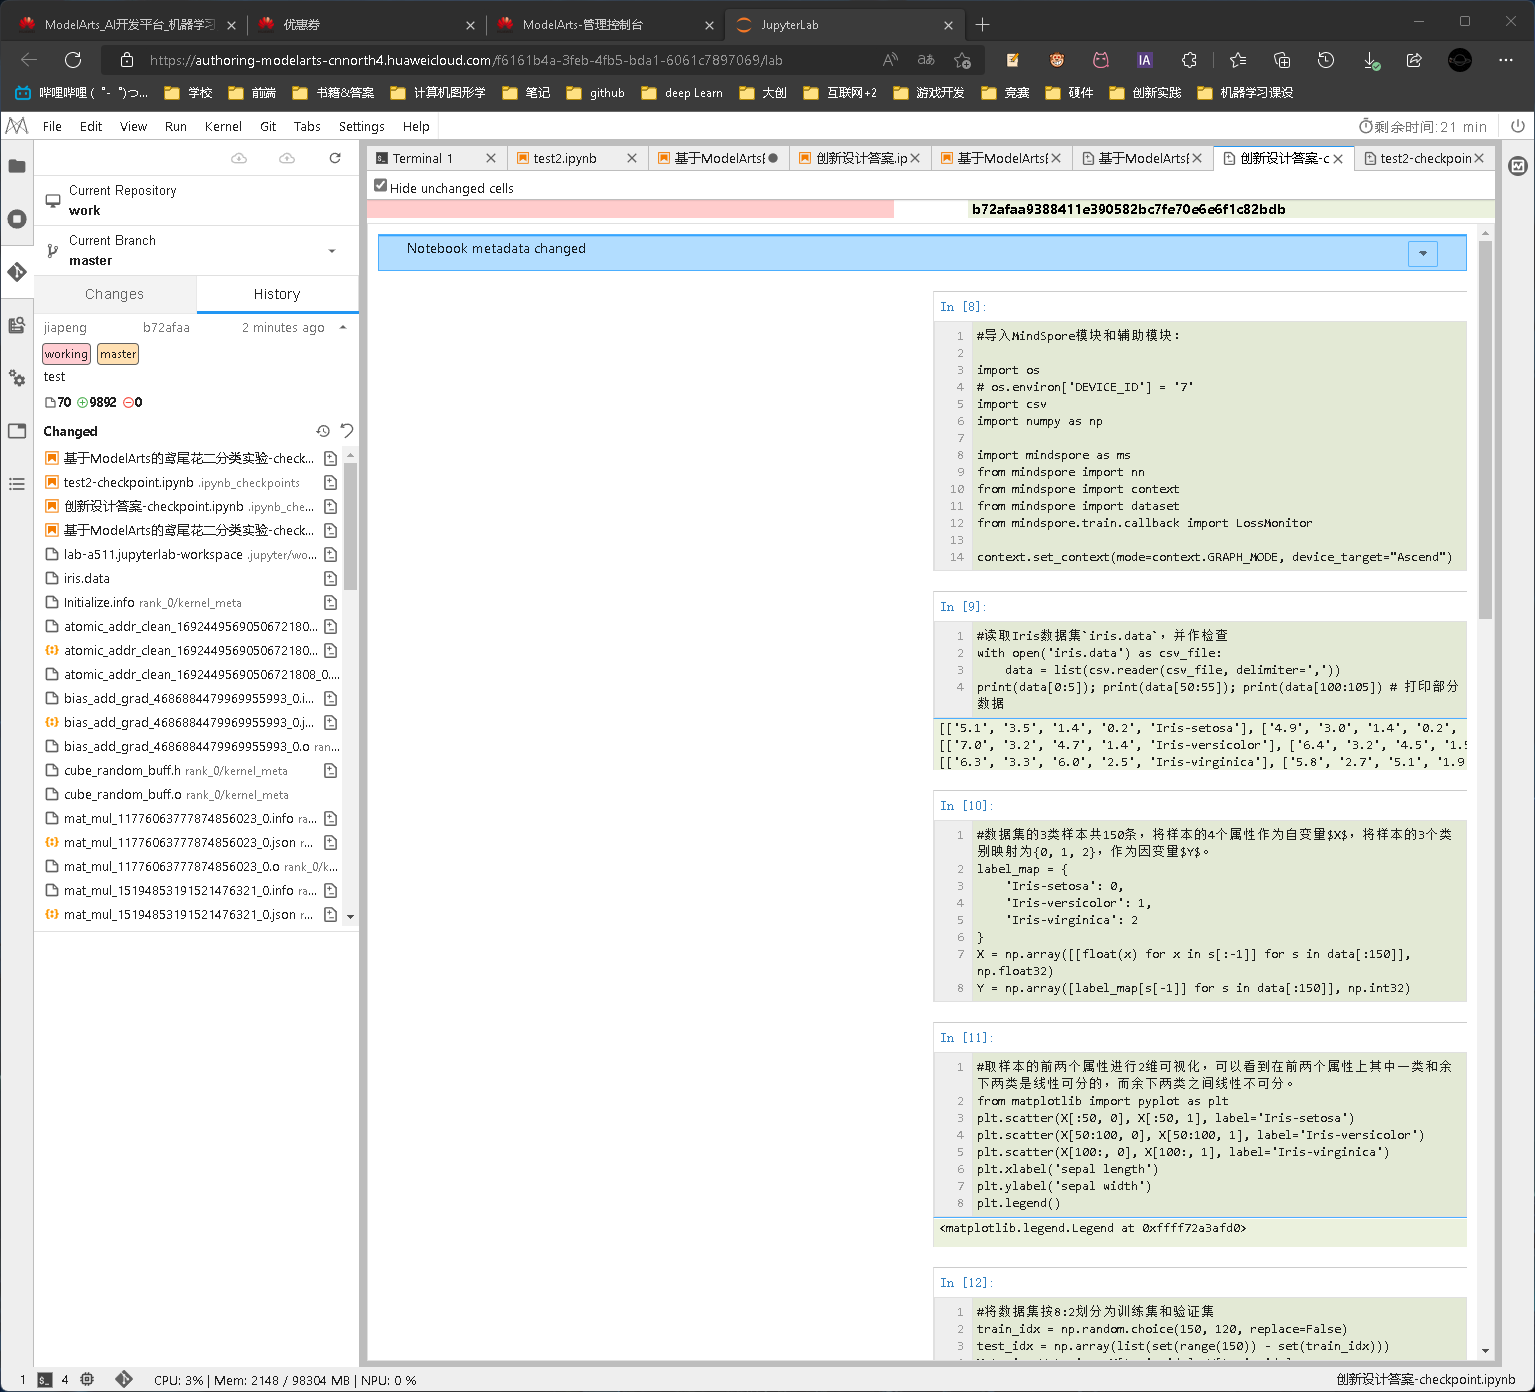 ModelArts_AI开发平台_机器学习
优惠券
ModelArts-管理控制台
JupyterLab
https://authoring-modelarts-cnnorth4.huaweicloud.com/f6161b4a-3feb-4fb5-bda1-6061c7897069/lab
哔哩哔哩 ( ゜- ゜)つ...
学校
前端
书籍&答案
计算机图形学
笔记
github
deep Learn
大创
互联网+2
游戏开发
竞赛
硬件
创新实践
机器学习课设
File Edit View Run Kernel Git Tabs Settings Help
剩余时间:21 min
Terminal 1
test2.ipynb
基于ModelArts的
创新设计答案.ip
基于ModelArts的
基于ModelArts的
创新设计答案-c
test2-checkpoin
Hide unchanged cells
b72afaa9388411e390582bc7fe70e6e6f1c82bdb
Current Repository
work
Current Branch
master
Changes
History
jiapeng b72afaa 2 minutes ago
working master
test
70 9892 0
Changed
基于ModelArts的鸢尾花二分类实验-check...
test2-checkpoint.ipynb .ipynb_checkpoints
创新设计答案-checkpoint.ipynb .ipynb_che...
基于ModelArts的鸢尾花二分类实验-check...
lab-a511.jupyterlab-workspace .jupyter/wo...
iris.data
Initialize.info rank_0/kernel_meta
atomic_addr_clean_1692449569050672180...
atomic_addr_clean_1692449569050672180...
atomic_addr_clean_16924495690506721808_0....
bias_add_grad_4686884479969955993_0.i...
bias_add_grad_4686884479969955993_0.j...
bias_add_grad_4686884479969955993_0.o ran...
cube_random_buff.h rank_0/kernel_meta
cube_random_buff.o rank_0/kernel_meta
mat_mul_11776063777874856023_0.info ra...
mat_mul_11776063777874856023_0.json r...
mat_mul_11776063777874856023_0.o rank_0/k...
mat_mul_15194853191521476321_0.info ra...
mat_mul_15194853191521476321_0.json r...
Notebook metadata changed
In [8]:
1 #导入MindSpore模块和辅助模块:
2
3 import os
4 # os.environ['DEVICE_ID'] = '7'
5 import csv
6 import numpy as np
7
8 import mindspore as ms
9 from mindspore import nn
10 from mindspore import context
11 from mindspore import dataset
12 from mindspore.train.callback import LossMonitor
13
14 context.set_context(mode=context.GRAPH_MODE, device_target="Ascend")
In [9]:
1 #读取Iris数据集`iris.data`，并作检查
2 with open('iris.data') as csv_file:
3     data = list(csv.reader(csv_file, delimiter=','))
4 print(data[0:5]); print(data[50:55]); print(data[100:105]) # 打印部分
数据
[['5.1', '3.5', '1.4', '0.2', 'Iris-setosa'], ['4.9', '3.0', '1.4', '0.2',
[['7.0', '3.2', '4.7', '1.4', 'Iris-versicolor'], ['6.4', '3.2', '4.5', '1.5
[['6.3', '3.3', '6.0', '2.5', 'Iris-virginica'], ['5.8', '2.7', '5.1', '1.9
In [10]:
1 #数据集的3类样本共150条，将样本的4个属性作为自变量$X$，将样本的3个类
别映射为{0, 1, 2}，作为因变量$Y$。
2 label_map = {
3     'Iris-setosa': 0,
4     'Iris-versicolor': 1,
5     'Iris-virginica': 2
6 }
7 X = np.array([[float(x) for x in s[:-1]] for s in data[:150]],
np.float32)
8 Y = np.array([label_map[s[-1]] for s in data[:150]], np.int32)
In [11]:
1 #取样本的前两个属性进行2维可视化，可以看到在前两个属性上其中一类和余
下两类是线性可分的，而余下两类之间线性不可分。
2 from matplotlib import pyplot as plt
3 plt.scatter(X[:50, 0], X[:50, 1], label='Iris-setosa')
4 plt.scatter(X[50:100, 0], X[50:100, 1], label='Iris-versicolor')
5 plt.scatter(X[100:, 0], X[100:, 1], label='Iris-virginica')
6 plt.xlabel('sepal length')
7 plt.ylabel('sepal width')
8 plt.legend()
<matplotlib.legend.Legend at 0xffff72a3afd0>
In [12]:
1 #将数据集按8:2划分为训练集和验证集
2 train_idx = np.random.choice(150, 120, replace=False)
3 test_idx = np.array(list(set(range(150)) - set(train_idx)))
1 4 CPU: 3% | Mem: 2148 / 98304 MB | NPU: 0 %
创新设计答案-checkpoint.ipynb